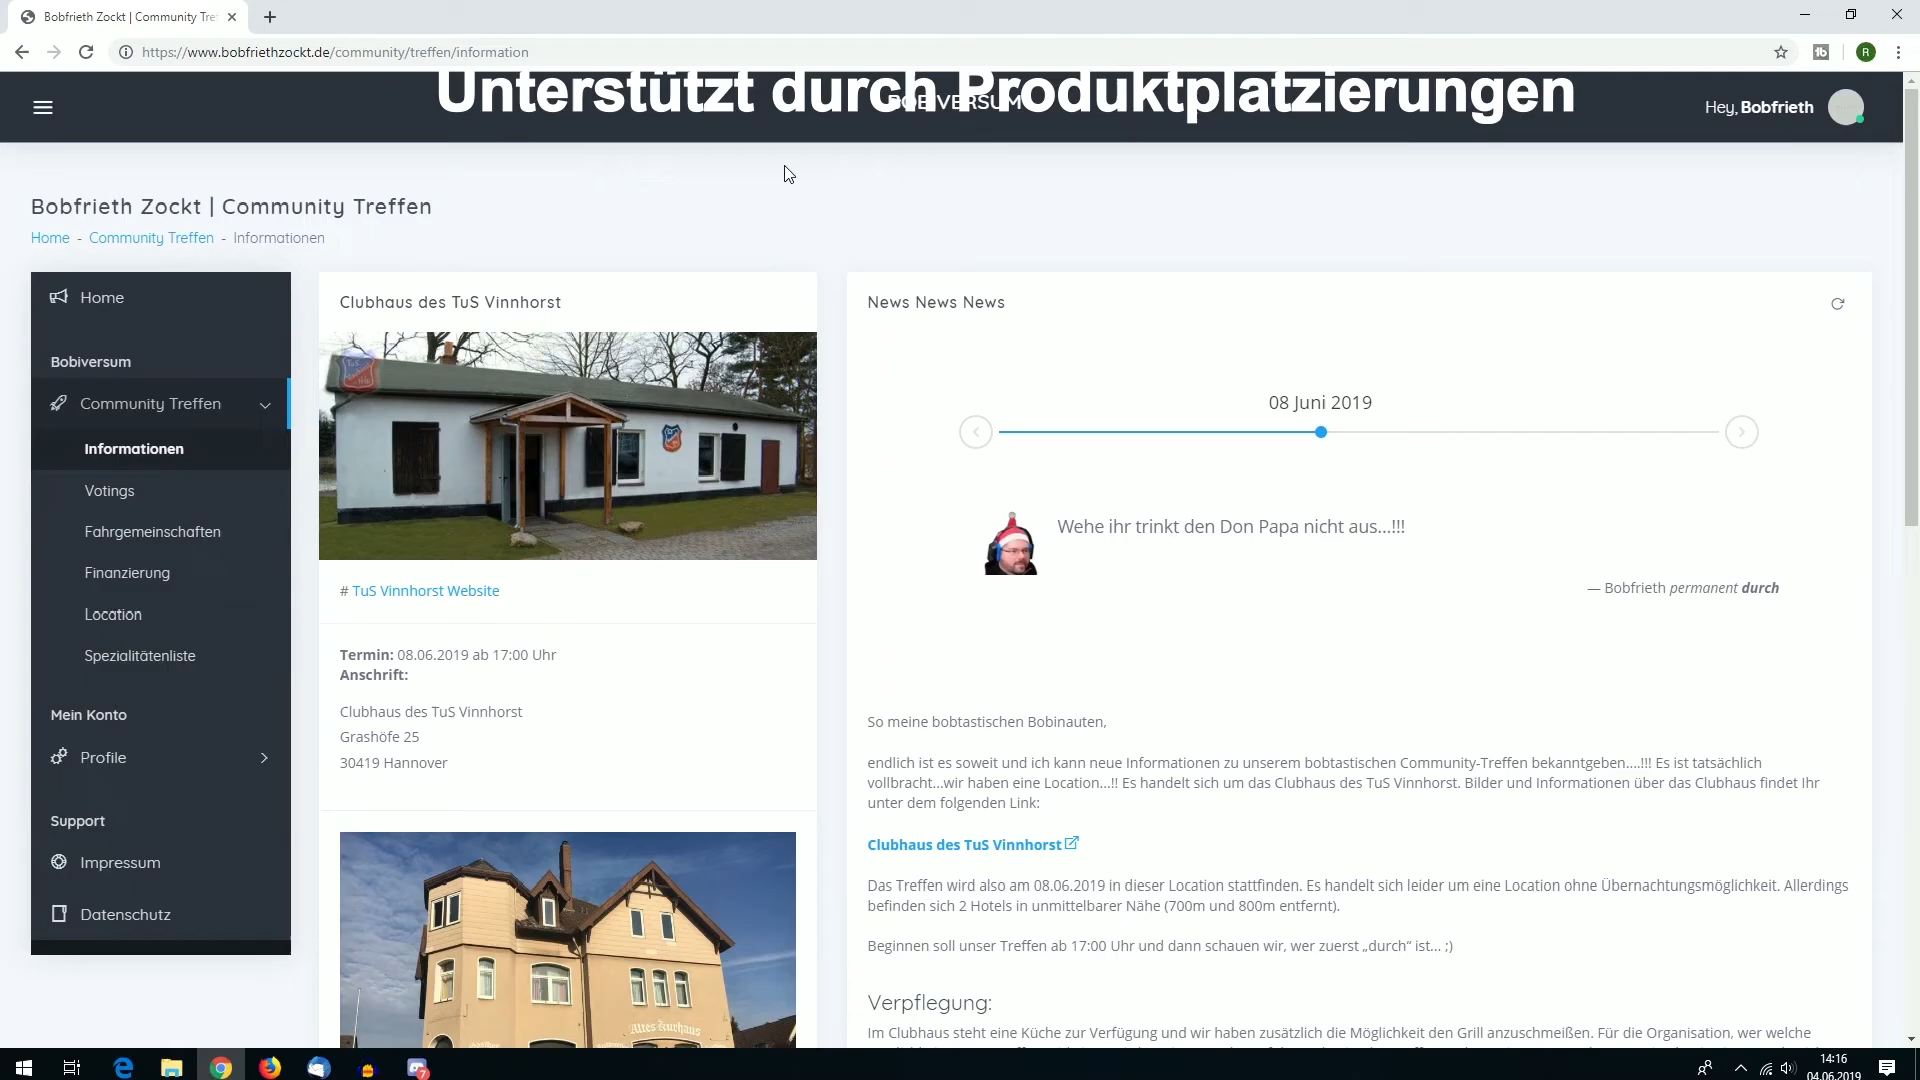 Bobfrieth Zockt | Community Tre
https://www.bobfriethzockt.de/community/treffen/information
R
Unterstützt durch Produktplatzierungen
BOBIVERSUM
Hey, Bobfrieth
Bobfrieth Zockt | Community Treffen
Home - Community Treffen - Informationen
Home
Bobiversum
Community Treffen
Informationen
Votings
Fahrgemeinschaften
Finanzierung
Location
Spezialitätenliste
Mein Konto
Profile
Support
Impressum
Datenschutz
Clubhaus des TuS Vinnhorst
# TuS Vinnhorst Website
Termin: 08.06.2019 ab 17:00 Uhr
Anschrift:
Clubhaus des TuS Vinnhorst
Grashöfe 25
30419 Hannover
Altes Kurhaus
News News News
08 Juni 2019
Wehe ihr trinkt den Don Papa nicht aus...!!!
— Bobfrieth permanent durch
So meine bobtastischen Bobinauten,
endlich ist es soweit und ich kann neue Informationen zu unserem bobtastischen Community-Treffen bekanntgeben....!!! Es ist tatsächlich
vollbracht...wir haben eine Location...!! Es handelt sich um das Clubhaus des TuS Vinnhorst. Bilder und Informationen über das Clubhaus findet Ihr
unter dem folgenden Link:
Clubhaus des TuS Vinnhorst
Das Treffen wird also am 08.06.2019 in dieser Location stattfinden. Es handelt sich leider um eine Location ohne Übernachtungsmöglichkeit. Allerdings
befinden sich 2 Hotels in unmittelbarer Nähe (700m und 800m entfernt).
Beginnen soll unser Treffen ab 17:00 Uhr und dann schauen wir, wer zuerst „durch“ ist... ;)
Verpflegung:
Im Clubhaus steht eine Küche zur Verfügung und wir haben zusätzlich die Möglichkeit den Grill anzuschmeißen. Für die Organisation, wer welche
7
14:16
04.06.2019